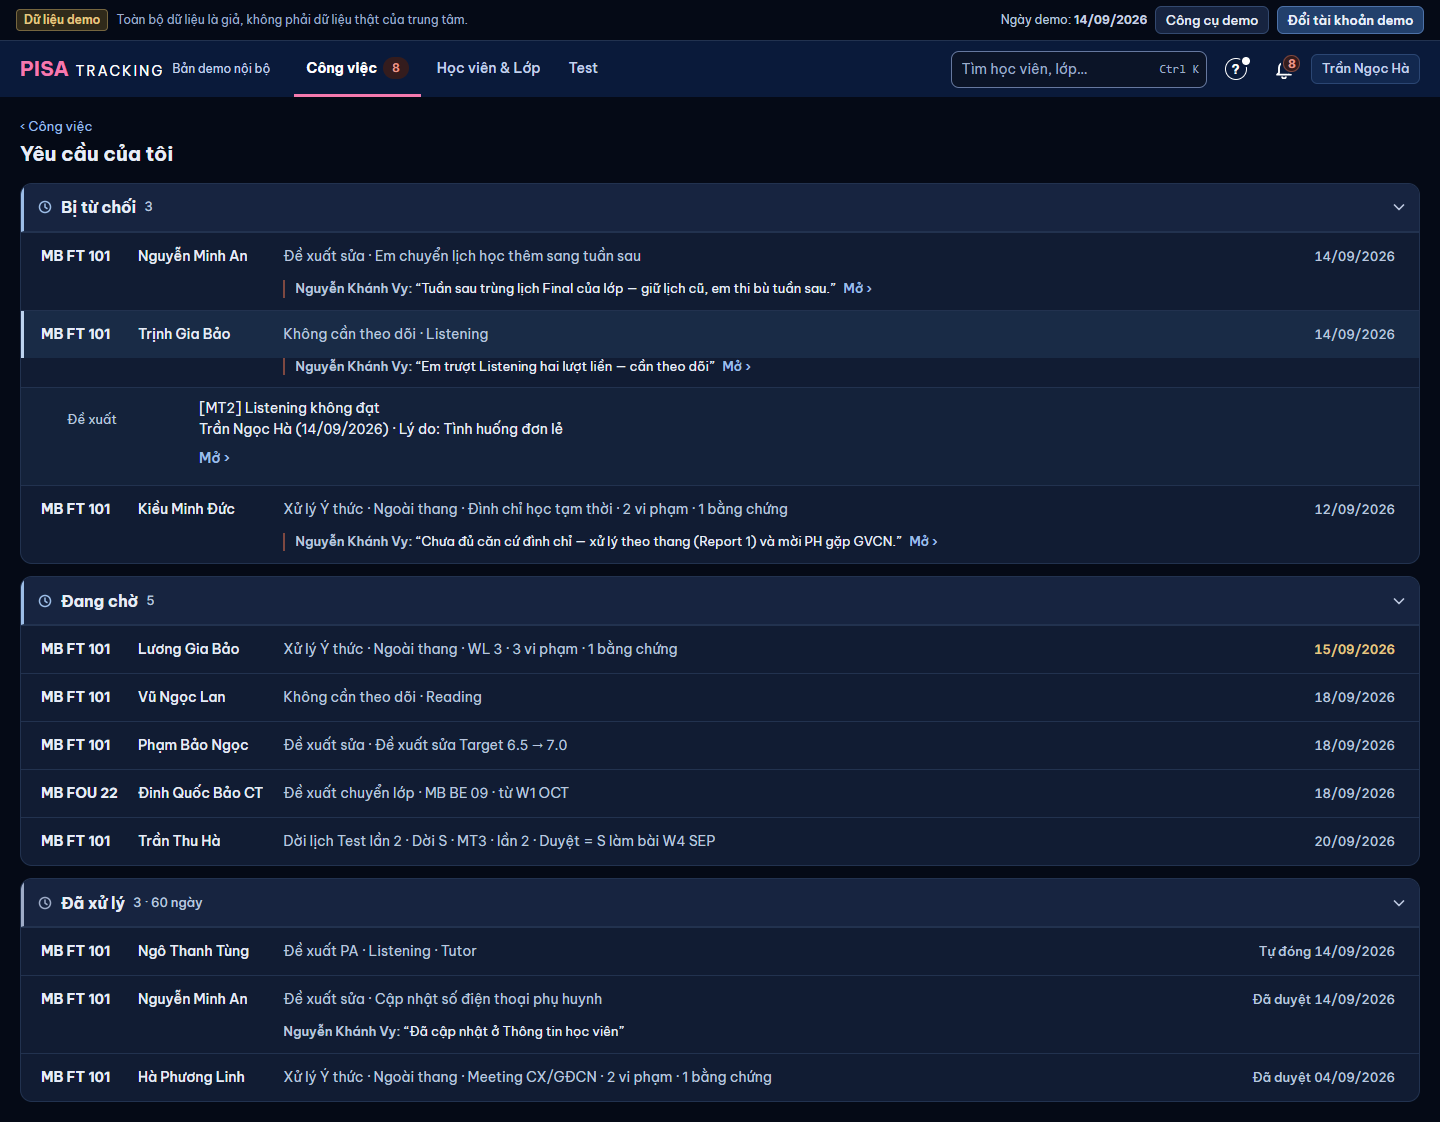 Dữ liệu demo Toàn bộ dữ liệu là giả, không phải dữ liệu thật của trung tâm. Ngày demo: 14/09/2026 Công cụ demo Đổi tài khoản demo
PISA TRACKING Bản demo nội bộ Công việc 8 Học viên & Lớp Test Tìm học viên, lớp... Ctrl K ? 8 Trần Ngọc Hà
‹ Công việc
Yêu cầu của tôi
Bị từ chối 3
MB FT 101 Nguyễn Minh An Đề xuất sửa · Em chuyển lịch học thêm sang tuần sau 14/09/2026
Nguyễn Khánh Vy: “Tuần sau trùng lịch Final của lớp — giữ lịch cũ, em thi bù tuần sau.” Mở ›
MB FT 101 Trịnh Gia Bảo Không cần theo dõi · Listening 14/09/2026
Nguyễn Khánh Vy: “Em trượt Listening hai lượt liền — cần theo dõi” Mở ›
Đề xuất [MT2] Listening không đạt
Trần Ngọc Hà (14/09/2026) · Lý do: Tình huống đơn lẻ
Mở ›
MB FT 101 Kiều Minh Đức Xử lý Ý thức · Ngoài thang · Đình chỉ học tạm thời · 2 vi phạm · 1 bằng chứng 12/09/2026
Nguyễn Khánh Vy: “Chưa đủ căn cứ đình chỉ — xử lý theo thang (Report 1) và mời PH gặp GVCN.” Mở ›
Đang chờ 5
MB FT 101 Lương Gia Bảo Xử lý Ý thức · Ngoài thang · WL 3 · 3 vi phạm · 1 bằng chứng 15/09/2026
MB FT 101 Vũ Ngọc Lan Không cần theo dõi · Reading 18/09/2026
MB FT 101 Phạm Bảo Ngọc Đề xuất sửa · Đề xuất sửa Target 6.5 → 7.0 18/09/2026
MB FOU 22 Đinh Quốc Bảo CT Đề xuất chuyển lớp · MB BE 09 · từ W1 OCT 18/09/2026
MB FT 101 Trần Thu Hà Dời lịch Test lần 2 · Dời S · MT3 · lần 2 · Duyệt = S làm bài W4 SEP 20/09/2026
Đã xử lý 3 · 60 ngày
MB FT 101 Ngô Thanh Tùng Đề xuất PA · Listening · Tutor Tự đóng 14/09/2026
MB FT 101 Nguyễn Minh An Đề xuất sửa · Cập nhật số điện thoại phụ huynh Đã duyệt 14/09/2026
Nguyễn Khánh Vy: “Đã cập nhật ở Thông tin học viên”
MB FT 101 Hà Phương Linh Xử lý Ý thức · Ngoài thang · Meeting CX/GĐCN · 2 vi phạm · 1 bằng chứng Đã duyệt 04/09/2026